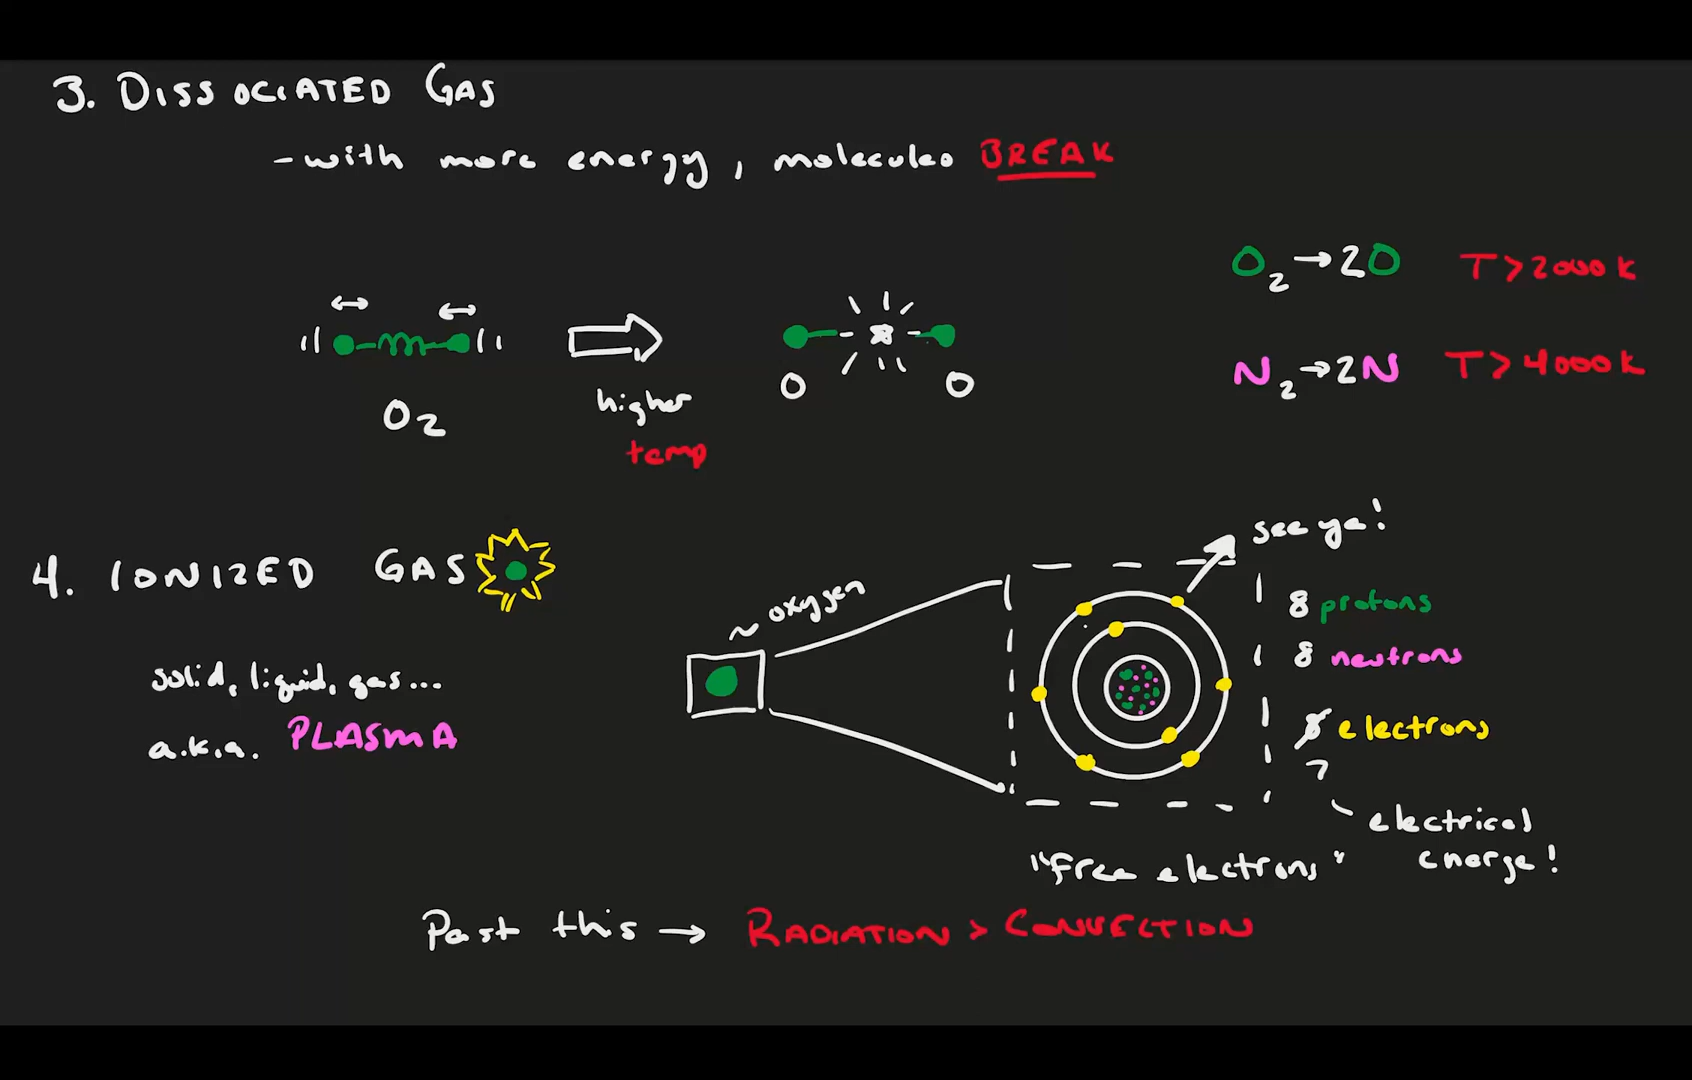 3. DISSOCIATED GAS
- with more energy, molecules BREAK
O2 → 2O T > 2000K
N2 → 2N T > 4000K
O2
higher
temp
O O
4. IONIZED GAS
solid, liquid, gas...
a.k.a. PLASMA
~ oxygen
see ya!
8 protons
8 neutrons
8 electrons
7
electrical
charge!
"Free electrons"
Past this → RADIATION > CONVECTION